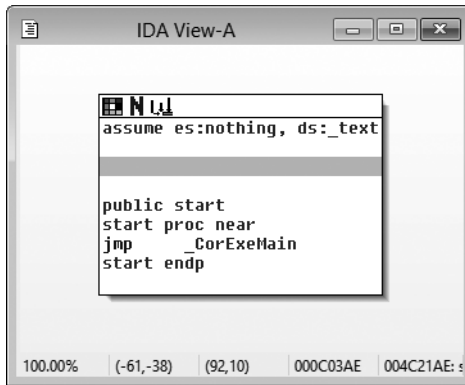 IDA View-A
assume es:nothing, ds:_text
public start
start proc near
jmp _CorExeMain
start endp
100.00% (-61,-38) (92,10) 000C03AE 004C21AE: s